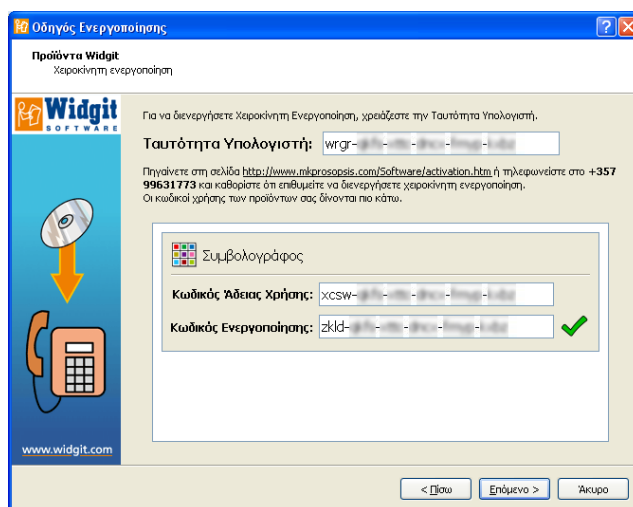 Οδηγός Ενεργοποίησης
Προϊόντα Widgit
Χειροκίνητη ενεργοποίηση
Widgit
SOFTWARE
Για να διενεργήσετε Χειροκίνητη Ενεργοποίηση, χρειάζεστε την Ταυτότητα Υπολογιστή.
Ταυτότητα Υπολογιστή: wrgr-
Πηγαίνετε στη σελίδα http://www.mkprosopsis.com/Software/activation.htm ή τηλεφωνείστε στο +357
99631773 και καθορίστε ότι επιθυμείτε να διενεργήσετε χειροκίνητη ενεργοποίηση.
Οι κωδικοί χρήσης των προϊόντων σας δίνονται πιο κάτω.
Συμβολογράφος
Κωδικός Άδειας Χρήσης: xcsw-
Κωδικός Ενεργοποίησης: zkld-
www.widgit.com
< Πίσω Επόμενο > Άκυρο